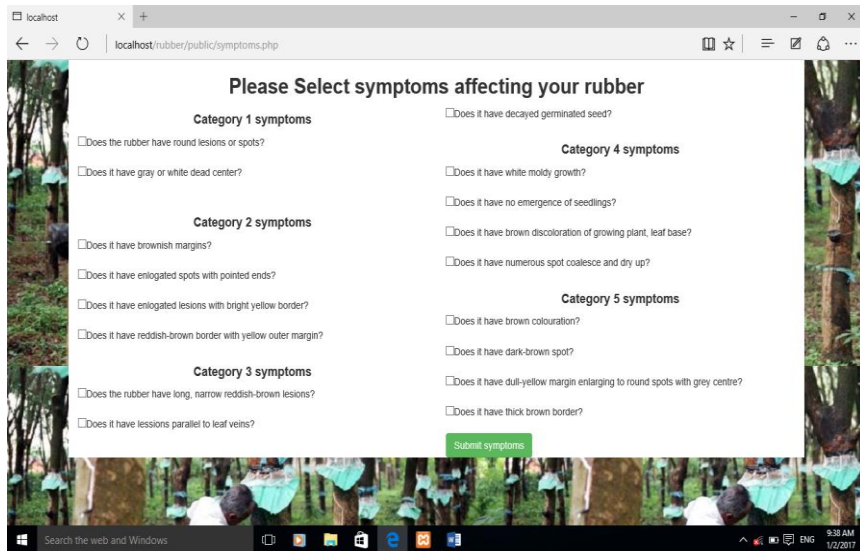 localhost
localhost/rubber/public/symptoms.php
Please Select symptoms affecting your rubber
Category 1 symptoms
Does the rubber have round lesions or spots?
Does it have gray or white dead center?
Category 2 symptoms
Does it have brownish margins?
Does it have enlogated spots with pointed ends?
Does it have enlogated lesions with bright yellow border?
Does it have reddish-brown border with yellow outer margin?
Category 3 symptoms
Does the rubber have long, narrow reddish-brown lesions?
Does it have lessions parallel to leaf veins?
Does it have decayed germinated seed?
Category 4 symptoms
Does it have white moldy growth?
Does it have no emergence of seedlings?
Does it have brown discoloration of growing plant, leaf base?
Does it have numerous spot coalesce and dry up?
Category 5 symptoms
Does it have brown colouration?
Does it have dark-brown spot?
Does it have dull-yellow margin enlarging to round spots with grey centre?
Does it have thick brown border?
Submit symptoms
Search the web and Windows
ENG
9:38 AM
1/2/2017